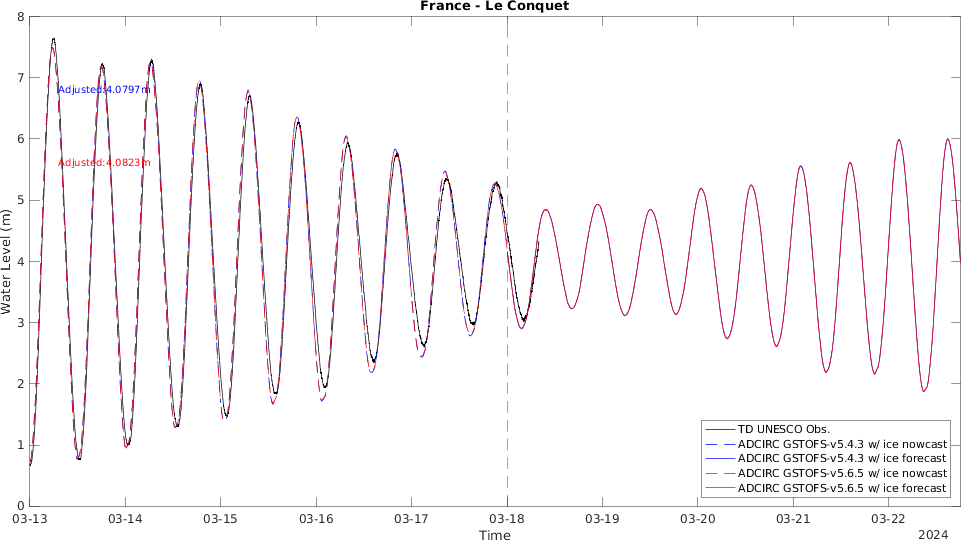 France - Le Conquet
Water Level (m)
8
7
6
5
4
3
2
1
0
Adjusted:4.0797m
Adjusted:4.0823m
TD UNESCO Obs.
ADCIRC GSTOFS-v5.4.3 w/ ice nowcast
ADCIRC GSTOFS-v5.4.3 w/ ice forecast
ADCIRC GSTOFS-v5.6.5 w/ ice nowcast
ADCIRC GSTOFS-v5.6.5 w/ ice forecast
03-13 03-14 03-15 03-16 03-17 03-18 03-19 03-20 03-21 03-22
Time
2024